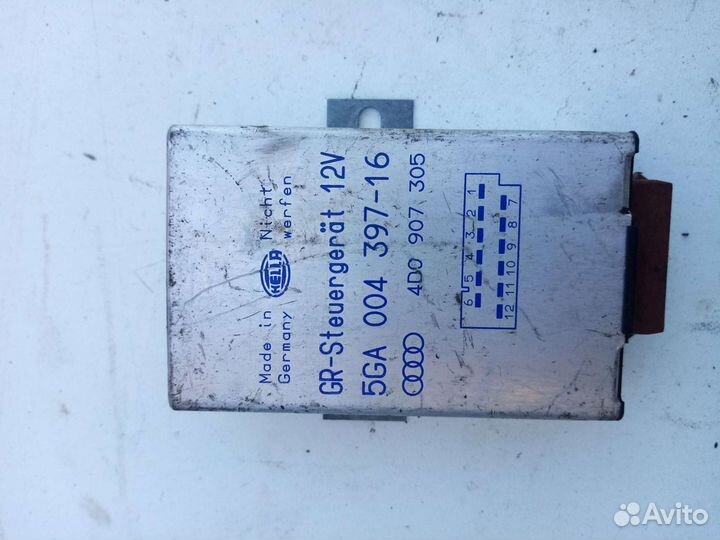 Made in
Germany
HELLA
Nicht
werfen
GR-Steuergerät 12V
5GA 004 397-16
4D0 907 305
6 5 4 3 2 1
12 11 10 9 8 7
Avito